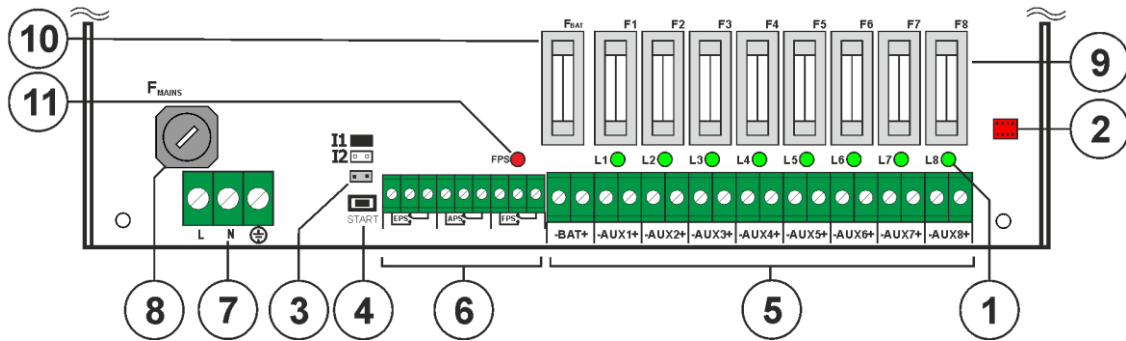 10
11
FMAINS
I1
I2
START
L N
FPS
EPS APS FPS
FBAT F1 F2 F3 F4 F5 F6 F7 F8
L1 L2 L3 L4 L5 L6 L7 L8
-BAT+ -AUX1+ -AUX2+ -AUX3+ -AUX4+ -AUX5+ -AUX6+ -AUX7+ -AUX8+
9
2
8 7 3 4 6 5 1